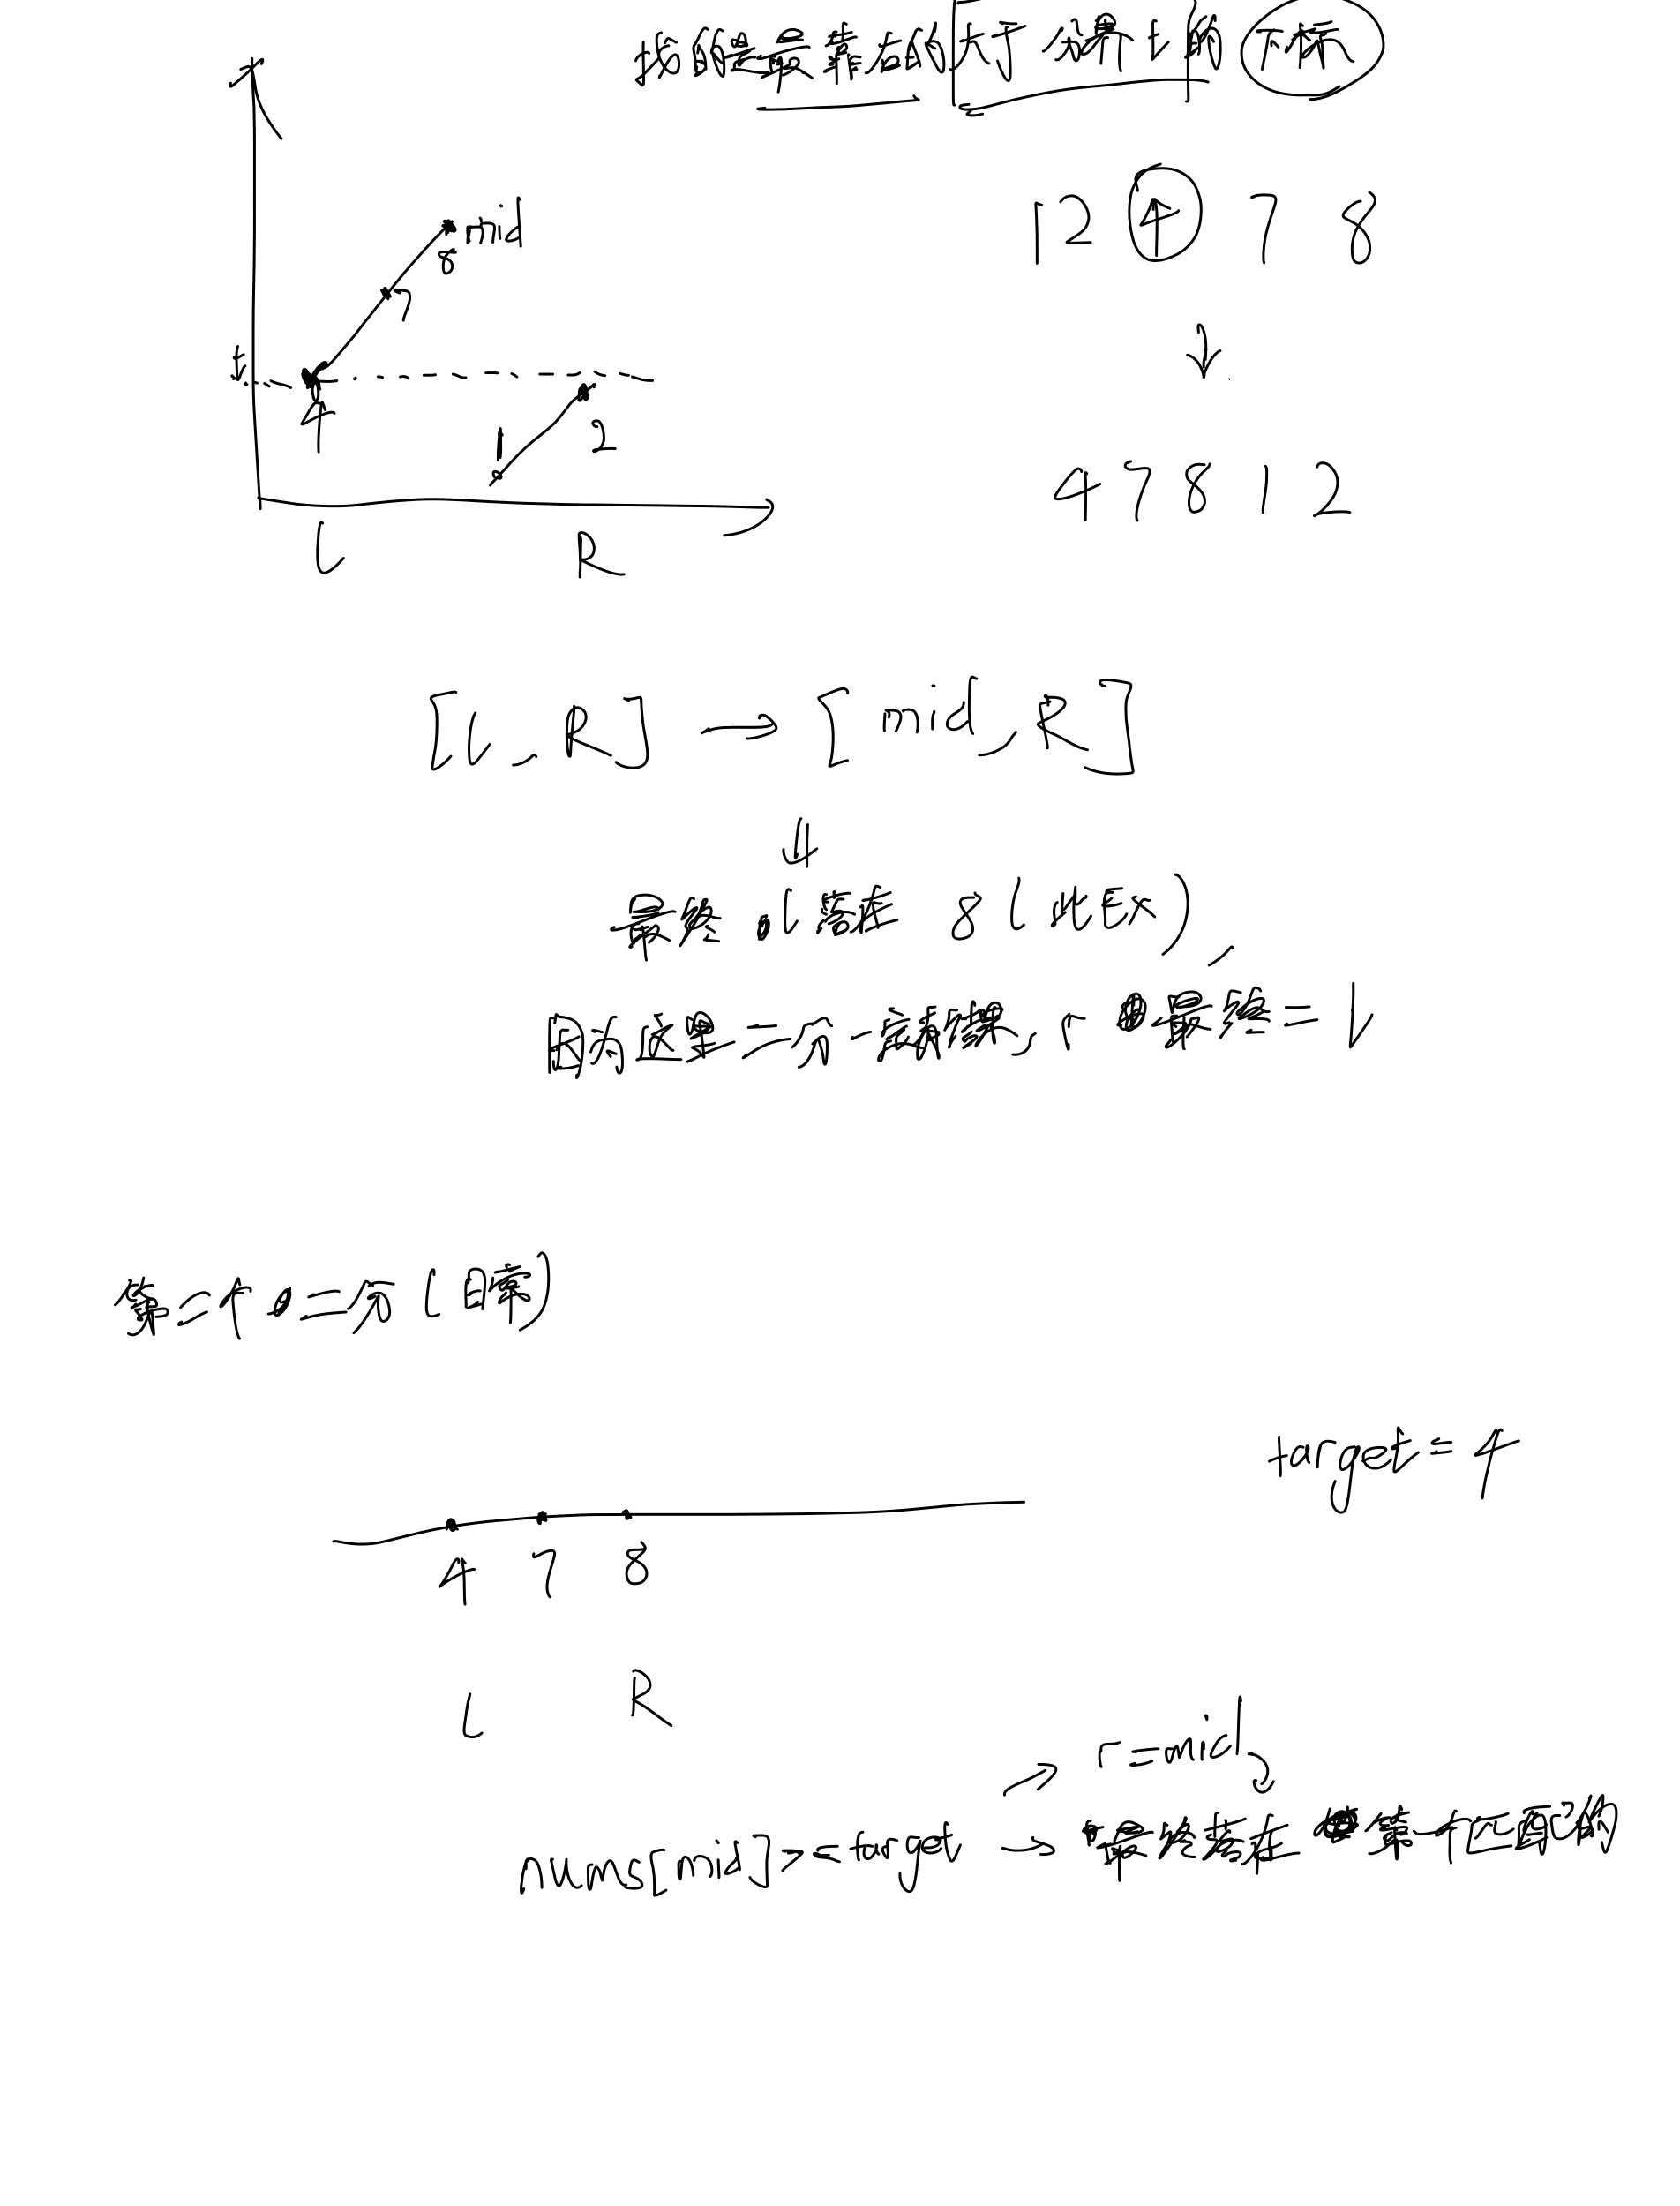 找的是最靠右的大于分界t的下标
mid
8
7
t
4
1
2
L
R
1 2 4 7 8
4 7 8 1 2
[L, R] → [mid, R]
最终l落在 8 (此EX),
因为这里二分一定有结果, r 最终 = l
第二个二分(日常)
target = 4
4 7 8
L R
r=mid,
nums[mid]>=target → 最终落在第一个匹配的